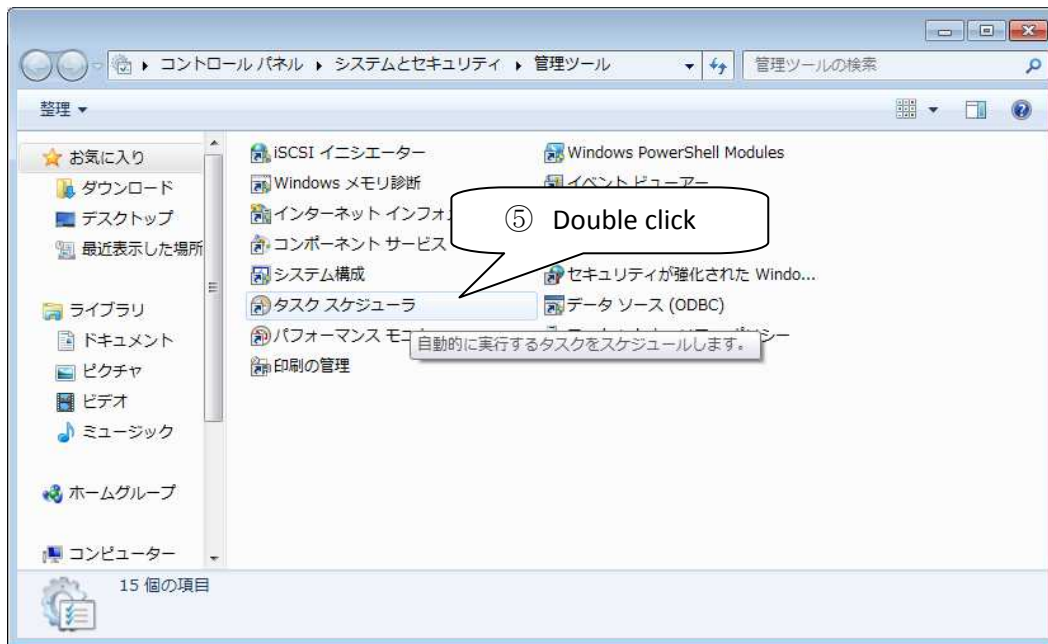 コントロール パネル ▸ システムとセキュリティ ▸ 管理ツール
管理ツールの検索
整理
お気に入り
ダウンロード
デスクトップ
最近表示した場所
ライブラリ
ドキュメント
ピクチャ
ビデオ
ミュージック
ホームグループ
コンピューター
iSCSI イニシエーター
Windows メモリ診断
インターネット インフォ
コンポーネント サービス
システム構成
タスク スケジューラ
パフォーマンス モニ
印刷の管理
Windows PowerShell Modules
イベント ビューアー
⑤ Double click
セキュリティが強化された Windo...
データ ソース (ODBC)
自動的に実行するタスクをスケジュールします。
15 個の項目